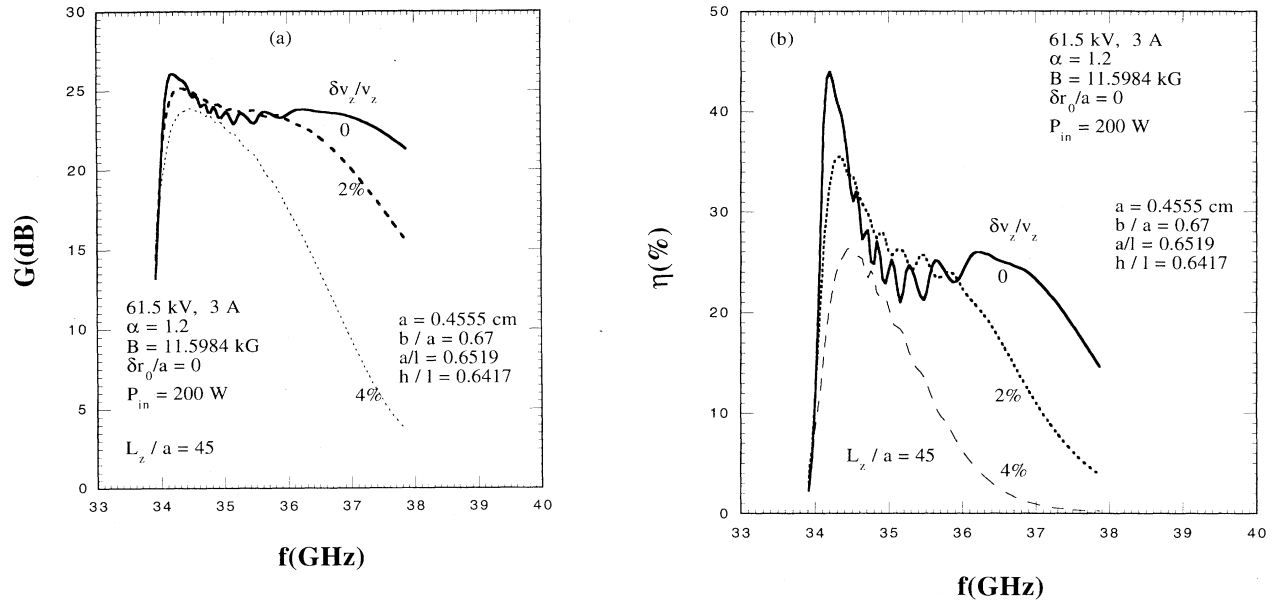 (a)
30
25
20
15
10
5
0
G(dB)
δv_z/v_z
0
2%
4%
61.5 kV, 3 A
α = 1.2
B = 11.5984 kG
δr_0/a = 0
P_in = 200 W
L_z / a = 45
a = 0.4555 cm
b / a = 0.67
a/l = 0.6519
h / l = 0.6417
33 34 35 36 37 38 39 40
f(GHz)
(b)
50
40
30
20
10
0
η(%)
61.5 kV, 3 A
α = 1.2
B = 11.5984 kG
δr_0/a = 0
P_in = 200 W
a = 0.4555 cm
b / a = 0.67
a/l = 0.6519
h / l = 0.6417
δv_z/v_z
0
2%
4%
L_z / a = 45
33 34 35 36 37 38 39 40
f(GHz)